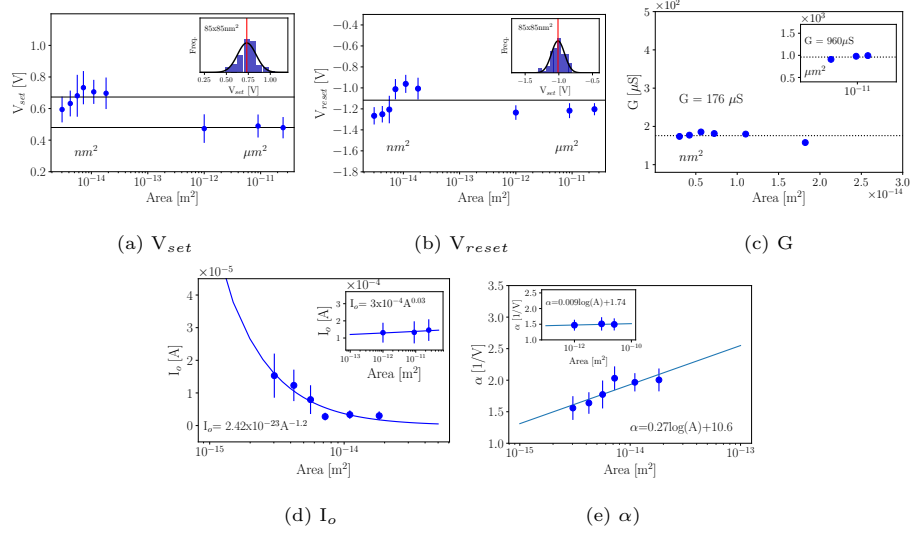 85x85nm²
Freq.
0.25 0.75 1.00
V_set [V]
1.0
0.8
0.6
0.4
0.2
V_set [V]
nm²
μm²
10⁻¹⁴ 10⁻¹³ 10⁻¹² 10⁻¹¹
Area [m²]
(a) V_set
85x85nm²
Freq.
−1.5 −1.0 −0.5
V_set [V]
−0.4
−0.6
−0.8
−1.0
−1.2
−1.4
−1.6
−1.8
V_reset [V]
nm²
μm²
10⁻¹⁴ 10⁻¹³ 10⁻¹² 10⁻¹¹
Area [m²]
(b) V_reset
×10²
5
4
3
2
1
G [μS]
G = 176 μS
nm²
×10³
1.5
1.0
0.5
G = 960μS
μm²
10⁻¹¹
0.5 1.0 1.5 2.0 2.5 3.0
×10⁻¹⁴
Area [m²]
(c) G
×10⁻⁵
4
3
2
1
0
I_o [A]
I_o= 2.42x10⁻²³A⁻¹·²
×10⁻⁴
3
2
1
I_o [A]
I_o= 3x10⁻⁴A⁰·⁰³
10⁻¹³ 10⁻¹² 10⁻¹¹
Area [m²]
10⁻¹⁵ 10⁻¹⁴
Area [m²]
(d) I_o
3.5
3.0
2.5
2.0
1.5
1.0
α [1/V]
α=0.27log(A)+10.6
2.5
2.0
1.5
1.0
α [1/V]
α=0.009log(A)+1.74
10⁻¹² 10⁻¹⁰
Area [m²]
10⁻¹⁵ 10⁻¹⁴ 10⁻¹³
Area [m²]
(e) α)